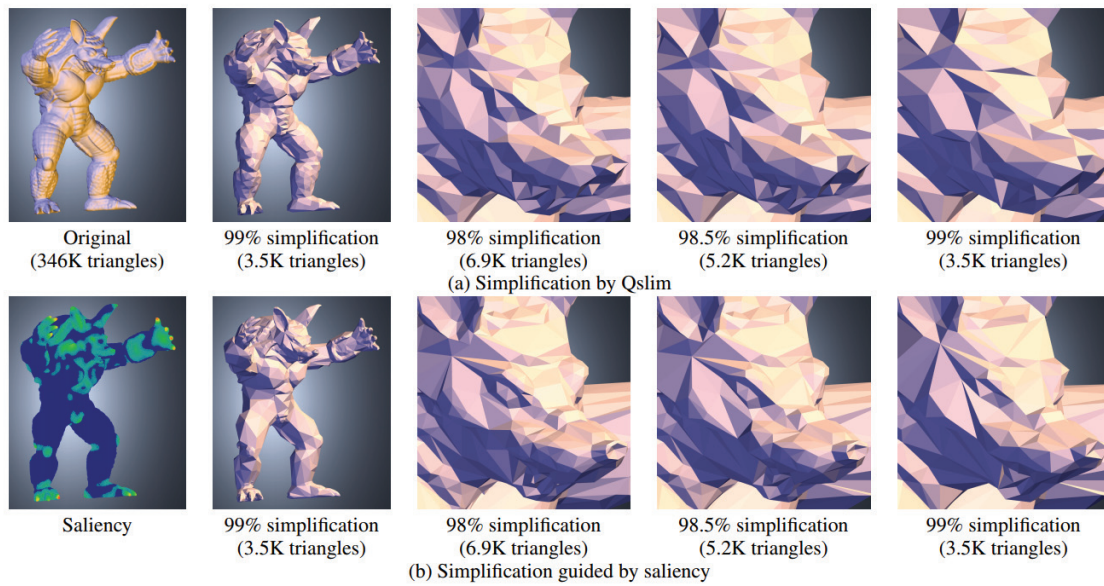 Original
(346K triangles)
99% simplification
(3.5K triangles)
98% simplification
(6.9K triangles)
98.5% simplification
(5.2K triangles)
99% simplification
(3.5K triangles)
(a) Simplification by Qslim
Saliency
99% simplification
(3.5K triangles)
98% simplification
(6.9K triangles)
98.5% simplification
(5.2K triangles)
99% simplification
(3.5K triangles)
(b) Simplification guided by saliency